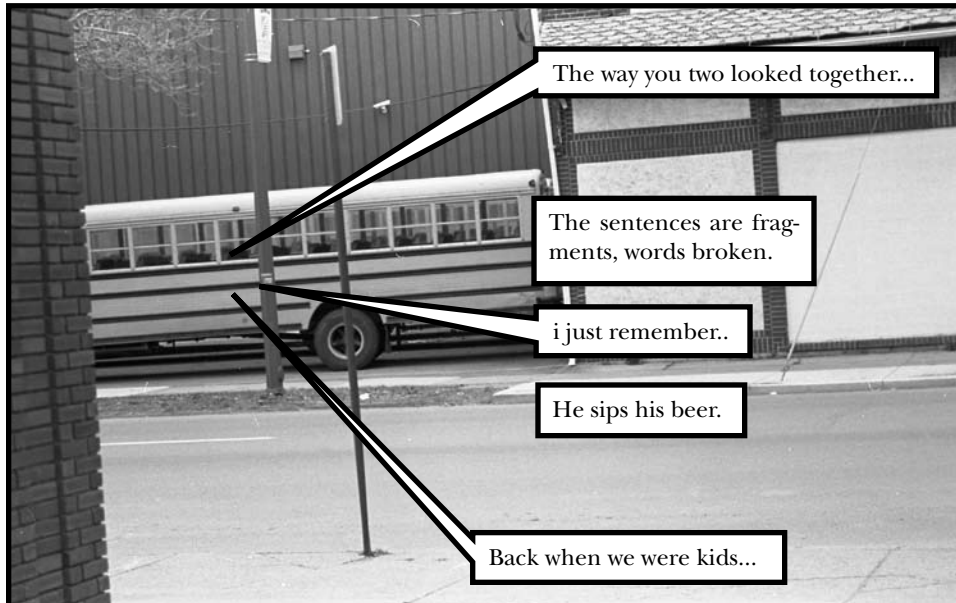 The way you two looked together...
The sentences are frag-
ments, words broken.
i just remember..
He sips his beer.
Back when we were kids...